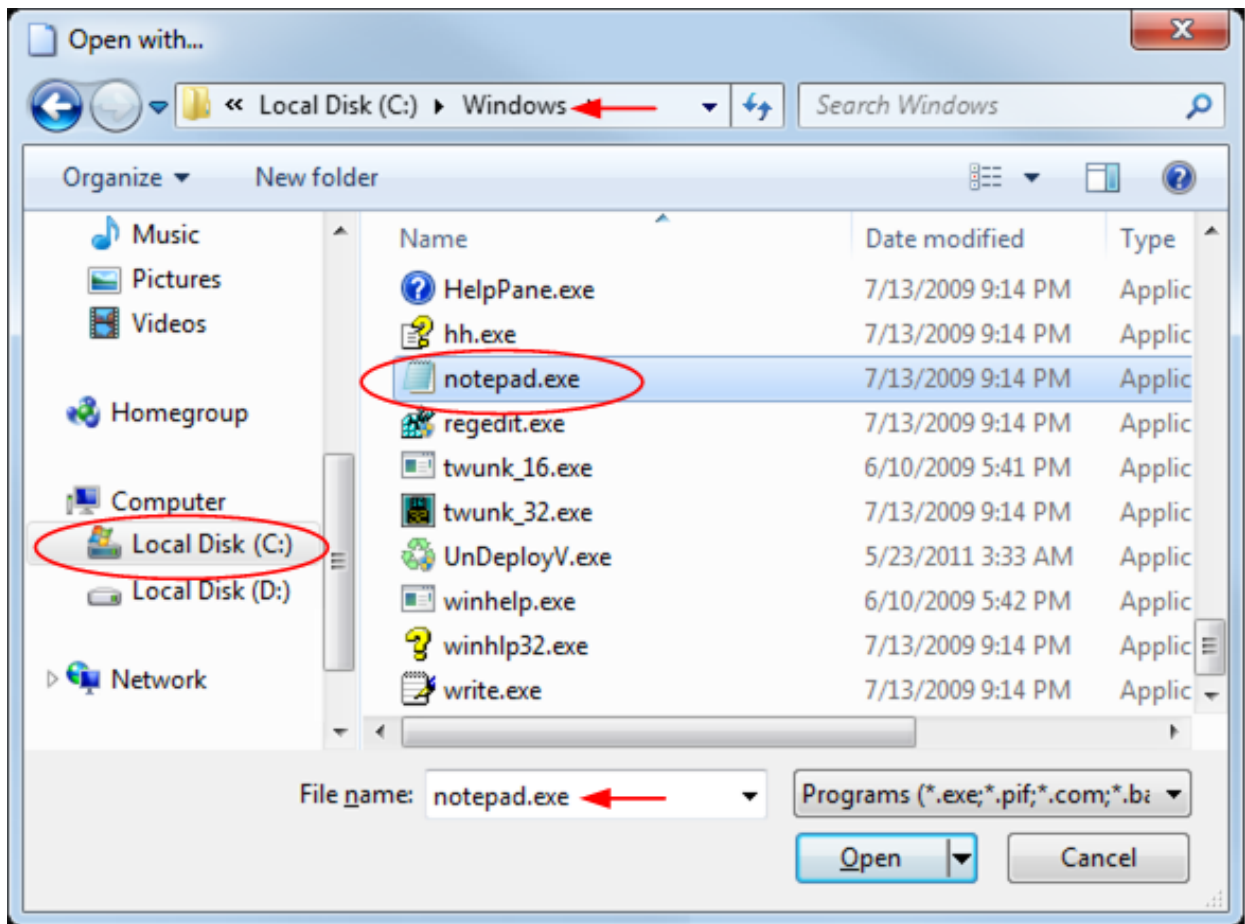 Open with...
« Local Disk (C:) ▸ Windows
Search Windows
Organize
New folder
Music
Pictures
Videos
Homegroup
Computer
Local Disk (C:)
Local Disk (D:)
Network
Name Date modified Type
HelpPane.exe 7/13/2009 9:14 PM Applic
hh.exe 7/13/2009 9:14 PM Applic
notepad.exe 7/13/2009 9:14 PM Applic
regedit.exe 7/13/2009 9:14 PM Applic
twunk_16.exe 6/10/2009 5:41 PM Applic
twunk_32.exe 7/13/2009 9:14 PM Applic
UnDeployV.exe 5/23/2011 3:33 AM Applic
winhelp.exe 6/10/2009 5:42 PM Applic
winhlp32.exe 7/13/2009 9:14 PM Applic
write.exe 7/13/2009 9:14 PM Applic
File name: notepad.exe
Programs (*.exe;*.pif;*.com;*.ba
Open
Cancel